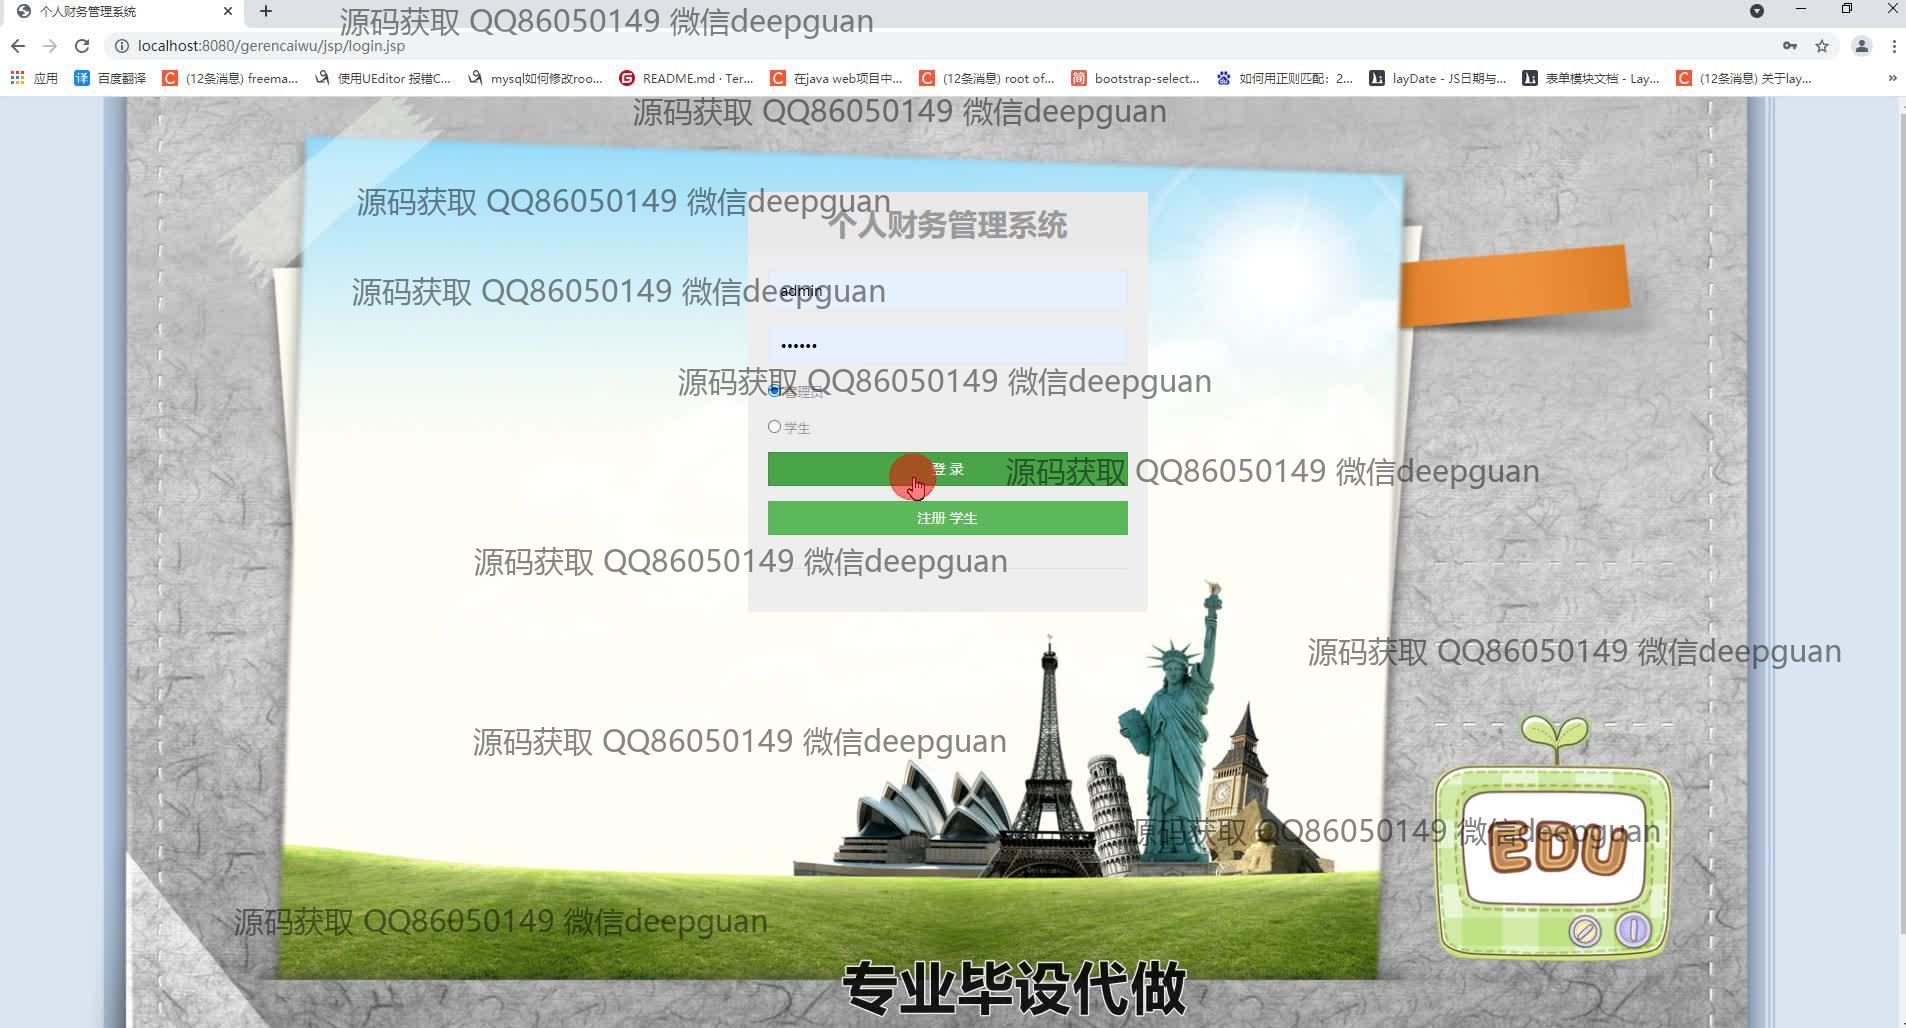 个人财务管理系统
源码获取 QQ86050149 微信deepguan
localhost:8080/gerencaiwu/jsp/login.jsp
应用 百度翻译 (12条消息) freema... 使用UEditor 报错C... mysql如何修改roo... README.md · Ter... 在java web项目中... (12条消息) root of... bootstrap-select... 如何用正则匹配：2... layDate - JS日期与... 表单模块文档 - Lay... (12条消息) 关于lay... »
源码获取 QQ86050149 微信deepguan
源码获取 QQ86050149 微信deepguan
个人财务管理系统
源码获取 QQ86050149 微信deepguan
admin
源码获取 QQ86050149 微信deepguan
管理员
学生
登 录
源码获取 QQ86050149 微信deepguan
注册 学生
源码获取 QQ86050149 微信deepguan
源码获取 QQ86050149 微信deepguan
源码获取 QQ86050149 微信deepguan
源码获取 QQ86050149 微信deepguan
EDU
源码获取 QQ86050149 微信deepguan
专业毕设代做